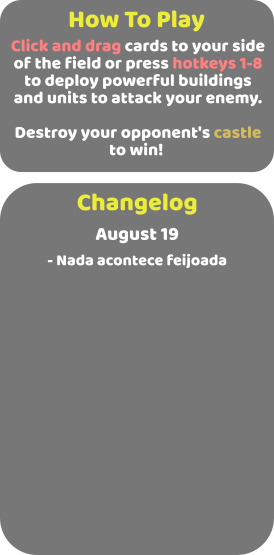 How To Play
Click and drag cards to your side
of the field or press hotkeys 1-8
to deploy powerful buildings
and units to attack your enemy.
Destroy your opponent's castle
to win!
Changelog
August 19
- Nada acontece feijoada